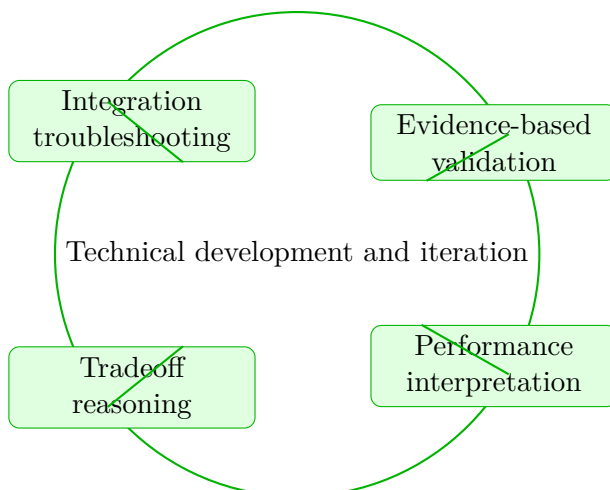 Integration
troubleshooting
Evidence-based
validation
Technical development and iteration
Tradeoff
reasoning
Performance
interpretation